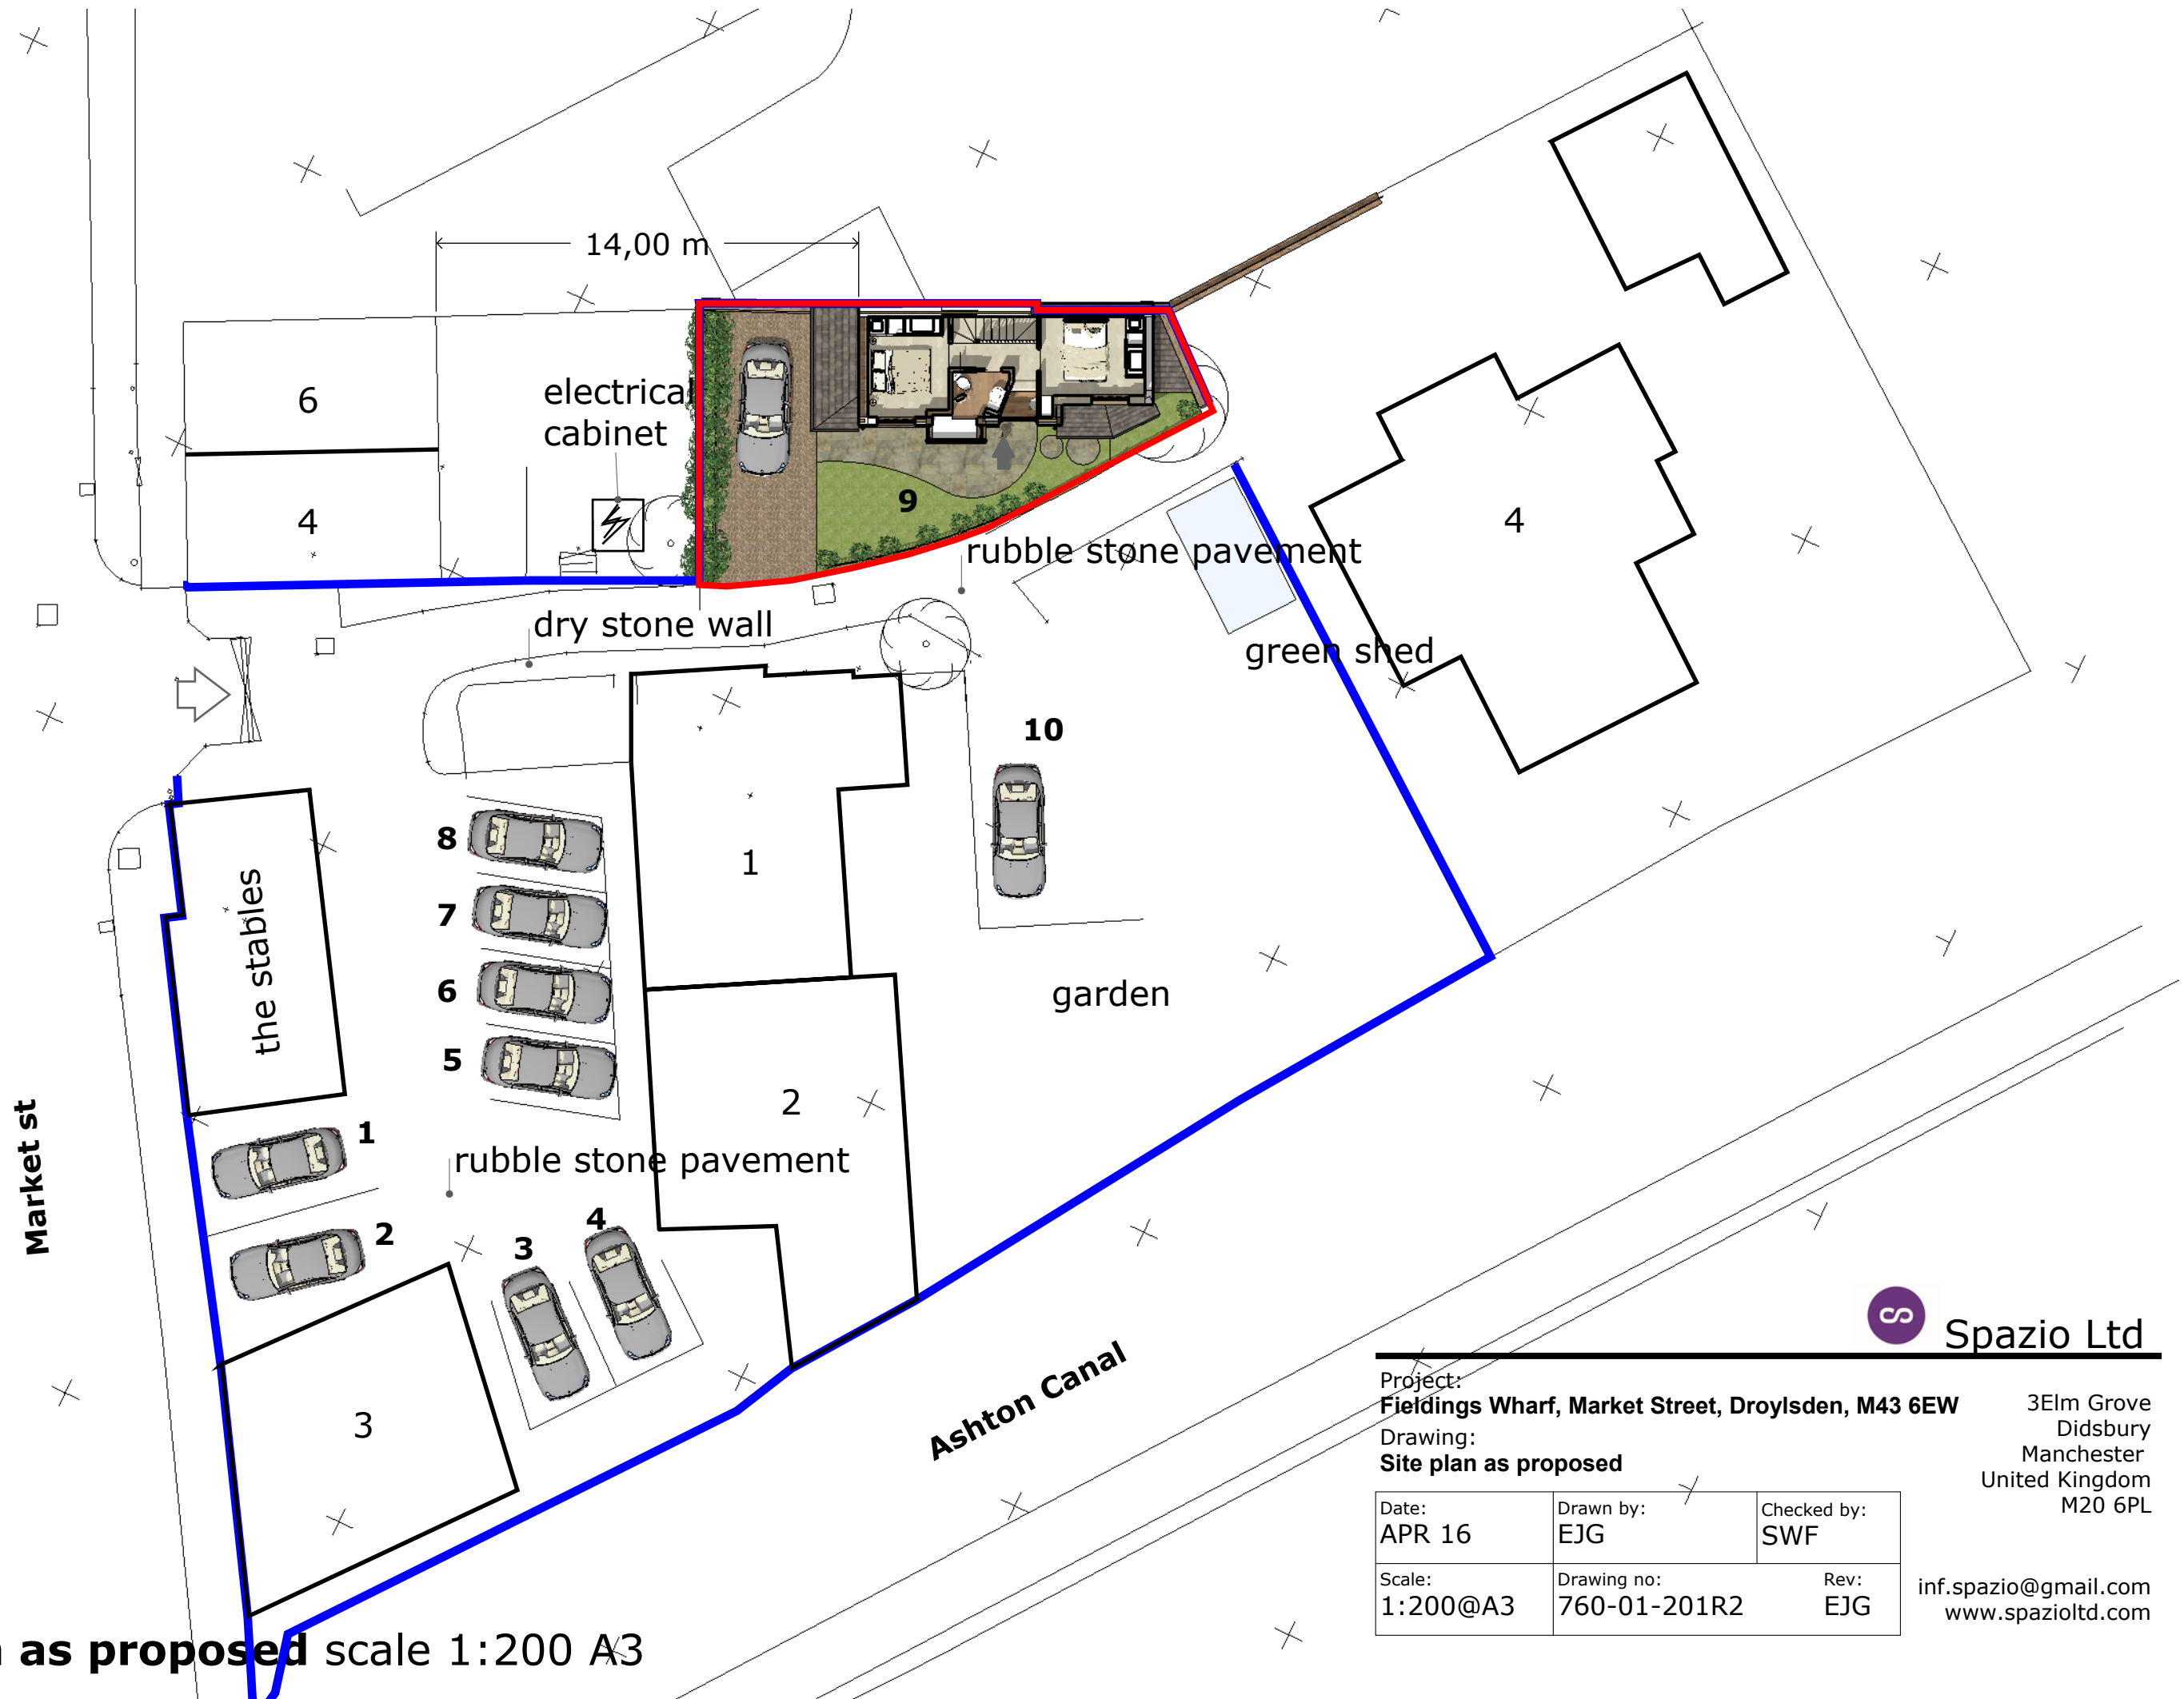 14,00 m
6
electrical
cabinet
4
9
rubble stone pavement
4
dry stone wall
green shed
10
8
1
7
the stables
6
garden
5
2
Market st
1
rubble stone pavement
2
4
3
3
Ashton Canal
Spazio Ltd
Project:
Fieldings Wharf, Market Street, Droylsden, M43 6EW
Drawing:
Site plan as proposed
3Elm Grove
Didsbury
Manchester
United Kingdom
M20 6PL
Date:
APR 16
Drawn by:
EJG
Checked by:
SWF
Scale:
1:200@A3
Drawing no:
760-01-201R2
Rev:
EJG
inf.spazio@gmail.com
www.spazioltd.com
as proposed scale 1:200 A3